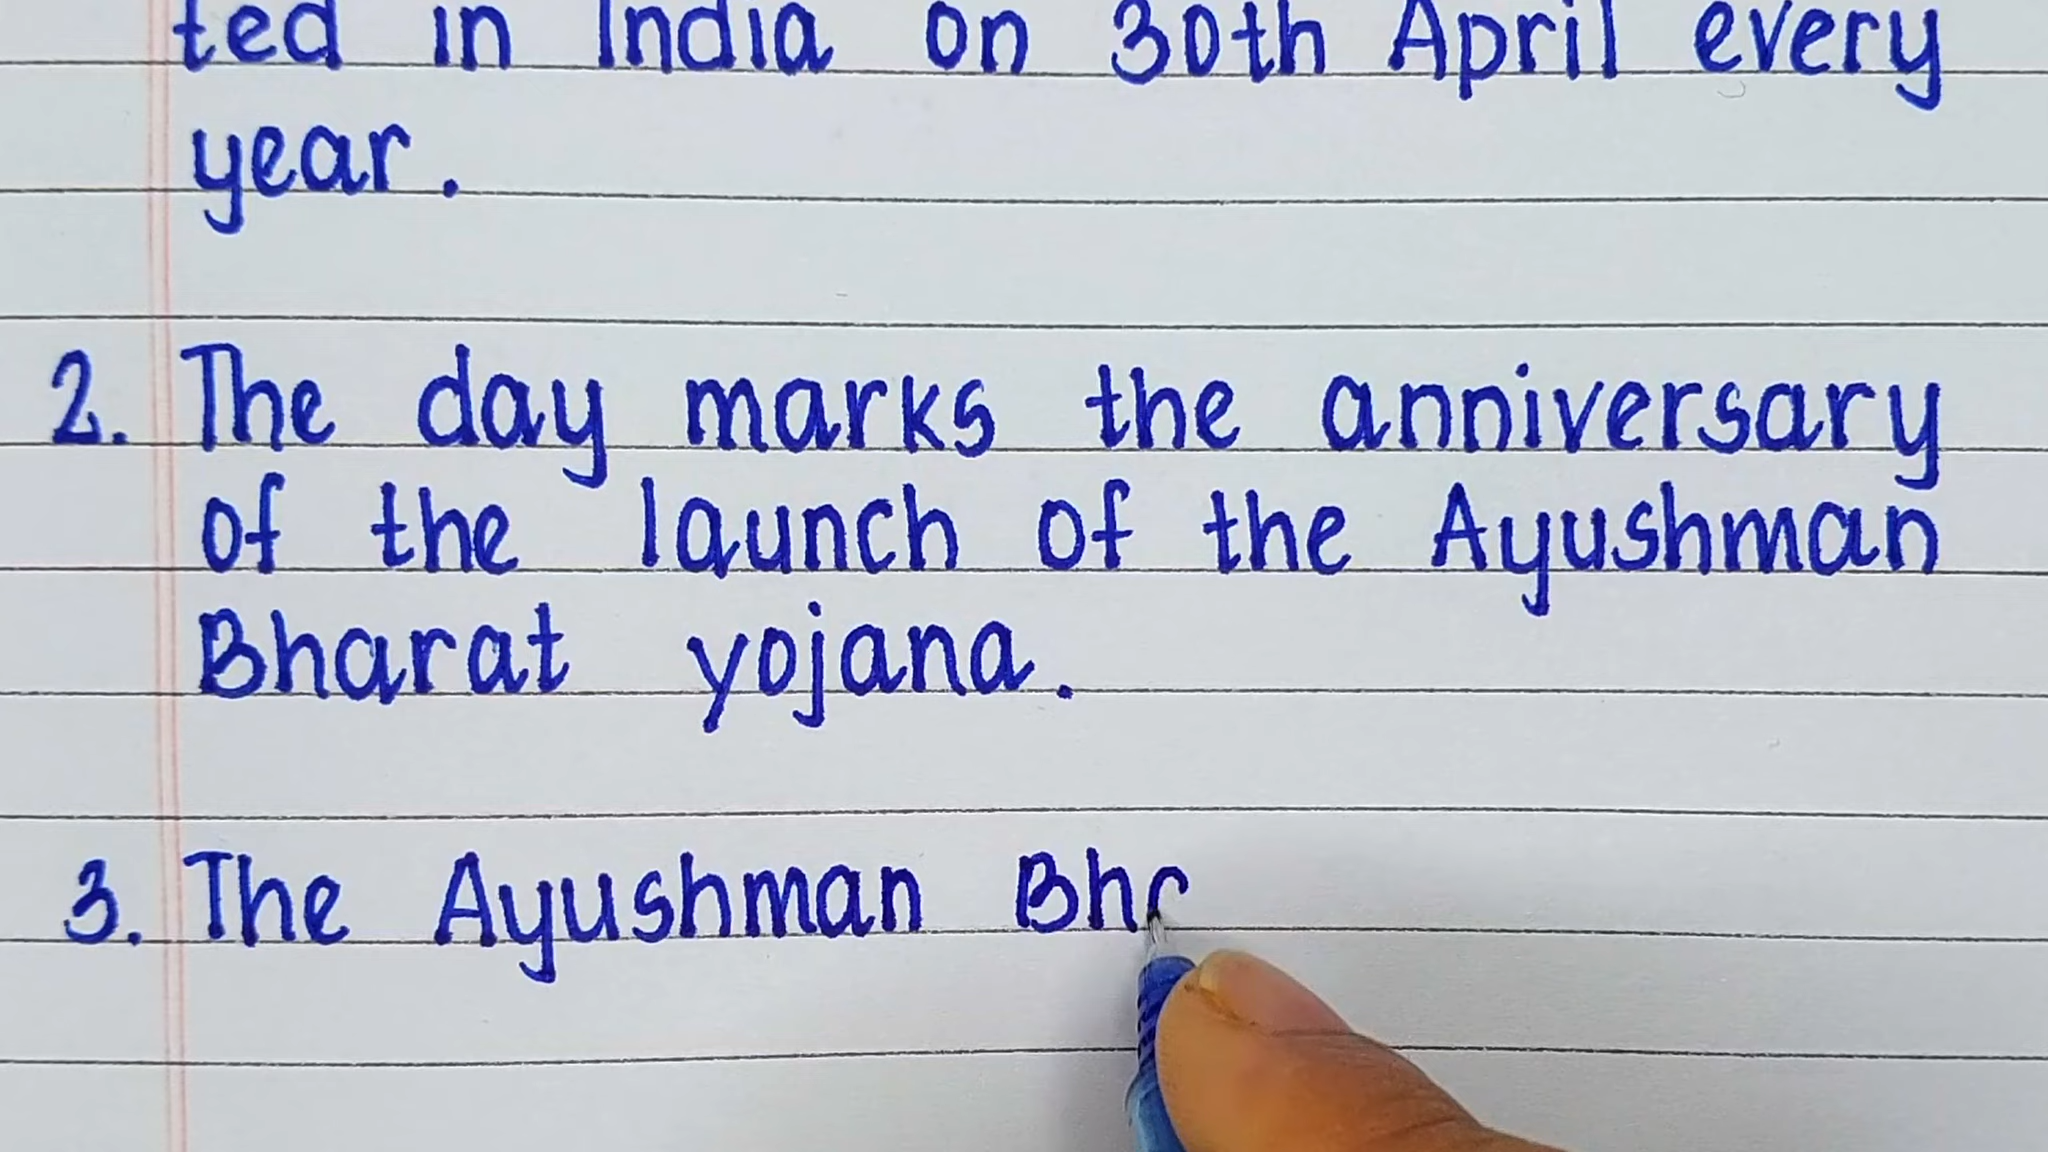 ted in India on 30th April every
year.
2. The day marks the anniversary
of the launch of the Ayushman
Bharat yojana.
3. The Ayushman Bh